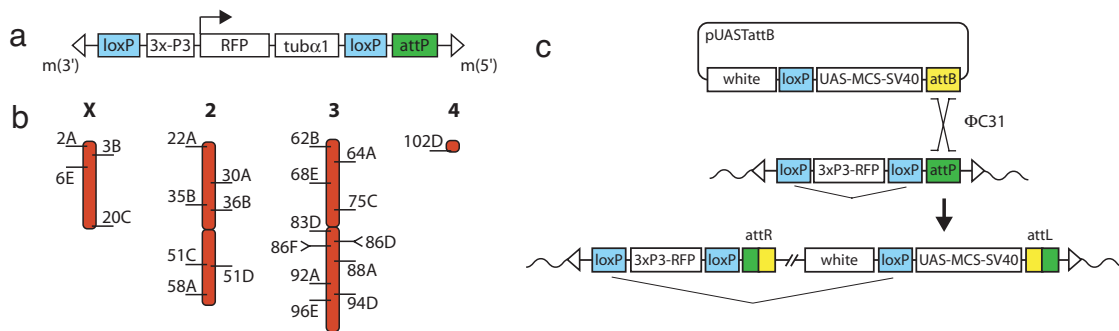 a
loxP 3x-P3 RFP tubα1 loxP attP
m(3') m(5')
b
X 2 3 4
2A 3B 6E 20C
22A 30A 35B 36B 51C 51D 58A
62B 64A 68E 75C 83D 86F 86D 88A 92A 94D 96E
102D
c
pUASTattB
white loxP UAS-MCS-SV40 attB
ΦC31
loxP 3xP3-RFP loxP attP
attR attL
loxP 3xP3-RFP loxP white loxP UAS-MCS-SV40